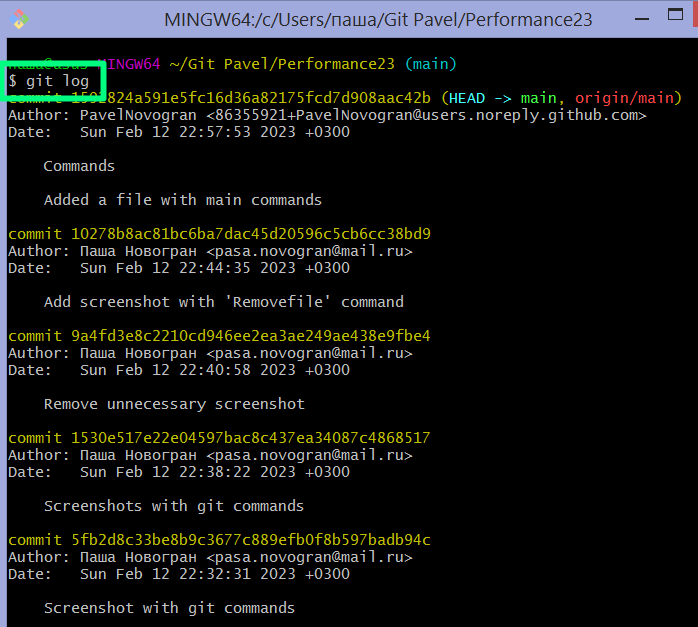 MINGW64:/c/Users/паша/Git Pavel/Performance23
MINGW64 ~/Git Pavel/Performance23 (main)
$ git log
commit 1592824a591e5fc16d36a82175fcd7d908aac42b (HEAD -> main, origin/main)
Author: PavelNovogran <86355921+PavelNovogran@users.noreply.github.com>
Date:   Sun Feb 12 22:57:53 2023 +0300
Commands
Added a file with main commands
commit 10278b8ac81bc6ba7dac45d20596c5cb6cc38bd9
Author: Паша Новогран <pasa.novogran@mail.ru>
Date:   Sun Feb 12 22:44:35 2023 +0300
Add screenshot with 'Removefile' command
commit 9a4fd3e8c2210cd946ee2ea3ae249ae438e9fbe4
Author: Паша Новогран <pasa.novogran@mail.ru>
Date:   Sun Feb 12 22:40:58 2023 +0300
Remove unnecessary screenshot
commit 1530e517e22e04597bac8c437ea34087c4868517
Author: Паша Новогран <pasa.novogran@mail.ru>
Date:   Sun Feb 12 22:38:22 2023 +0300
Screenshots with git commands
commit 5fb2d8c33be8b9c3677c889efb0f8b597badb94c
Author: Паша Новогран <pasa.novogran@mail.ru>
Date:   Sun Feb 12 22:32:31 2023 +0300
Screenshot with git commands